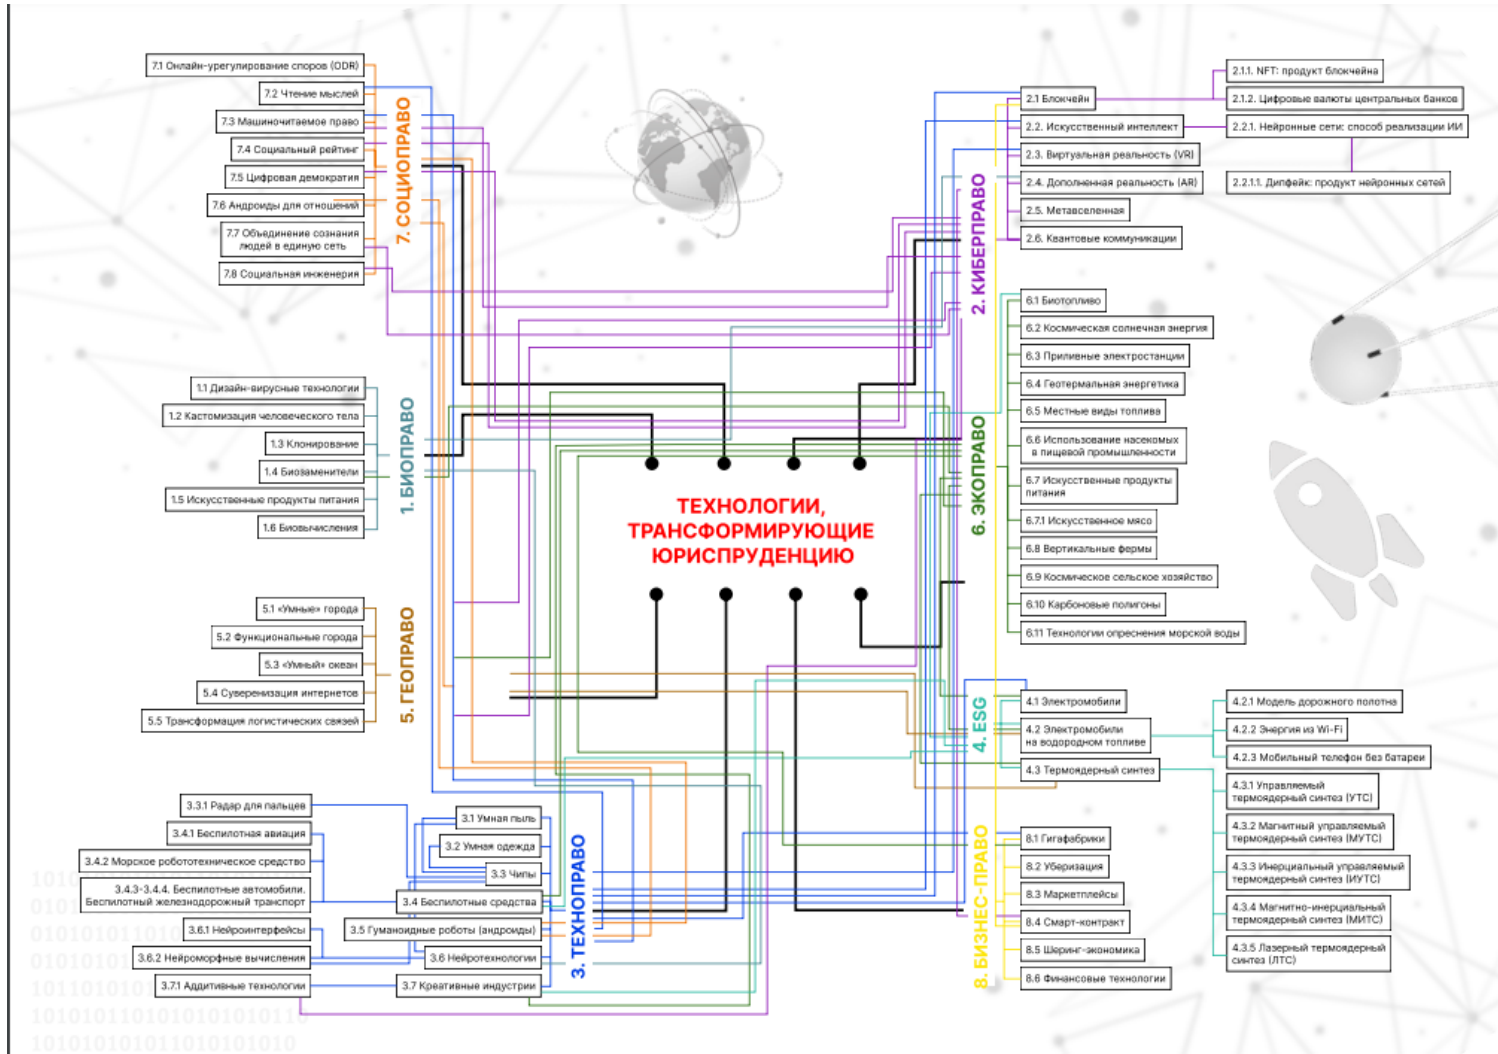 7.1 Онлайн-урегулирование споров (ODR)
7.2 Чтение мыслей
7.3 Машиночитаемое право
7.4 Социальный рейтинг
7.5 Цифровая демократия
7.6 Андроиды для отношений
7.7 Объединение сознания
людей в единую сеть
7.8 Социальная инженерия
7. СОЦИОПРАВО
1.1 Дизайн-вирусные технологии
1.2 Кастомизация человеческого тела
1.3 Клонирование
1.4 Биозаменители
1.5 Искусственные продукты питания
1.6 Биовычисления
1. БИОПРАВО
5.1 «Умные» города
5.2 Функциональные города
5.3 «Умный» океан
5.4 Суверенизация интернетов
5.5 Трансформация логистических связей
5. ГЕОПРАВО
3.3.1 Радар для пальцев
3.4.1 Беспилотная авиация
3.4.2 Морское робототехническое средство
3.4.3-3.4.4. Беспилотные автомобили.
Беспилотный железнодорожный транспорт
3.6.1 Нейроинтерфейсы
3.6.2 Нейроморфные вычисления
3.7.1 Аддитивные технологии
3.1 Умная пыль
3.2 Умная одежда
3.3 Чипы
3.4 Беспилотные средства
3.5 Гуманоидные роботы (андроиды)
3.6 Нейротехнологии
3.7 Креативные индустрии
3. ТЕХНОПРАВО
ТЕХНОЛОГИИ,
ТРАНСФОРМИРУЮЩИЕ
ЮРИСПРУДЕНЦИЮ
2. КИБЕРПРАВО
2.1 Блокчейн
2.2. Искусственный интеллект
2.3. Виртуальная реальность (VR)
2.4. Дополненная реальность (AR)
2.5. Метавселенная
2.6. Квантовые коммуникации
2.1.1. NFT: продукт блокчейна
2.1.2. Цифровые валюты центральных банков
2.2.1. Нейронные сети: способ реализации ИИ
2.2.1.1. Дипфейк: продукт нейронных сетей
6. ЭКОПРАВО
6.1 Биотопливо
6.2 Космическая солнечная энергия
6.3 Приливные электростанции
6.4 Геотермальная энергетика
6.5 Местные виды топлива
6.6 Использование насекомых
в пищевой промышленности
6.7 Искусственные продукты
питания
6.7.1 Искусственное мясо
6.8 Вертикальные фермы
6.9 Космическое сельское хозяйство
6.10 Карбоновые полигоны
6.11 Технологии опреснения морской воды
4. ESG
4.1 Электромобили
4.2 Электромобили
на водородном топливе
4.3 Термоядерный синтез
4.2.1 Модель дорожного полотна
4.2.2 Энергия из Wi-Fi
4.2.3 Мобильный телефон без батареи
4.3.1 Управляемый
термоядерный синтез (УТС)
4.3.2 Магнитный управляемый
термоядерный синтез (МУТС)
4.3.3 Инерциальный управляемый
термоядерный синтез (ИУТС)
4.3.4 Магнитно-инерциальный
термоядерный синтез (МИТС)
4.3.5 Лазерный термоядерный
синтез (ЛТС)
8. БИЗНЕС-ПРАВО
8.1 Гигафабрики
8.2 Уберизация
8.3 Маркетплейсы
8.4 Смарт-контракт
8.5 Шеринг-экономика
8.6 Финансовые технологии